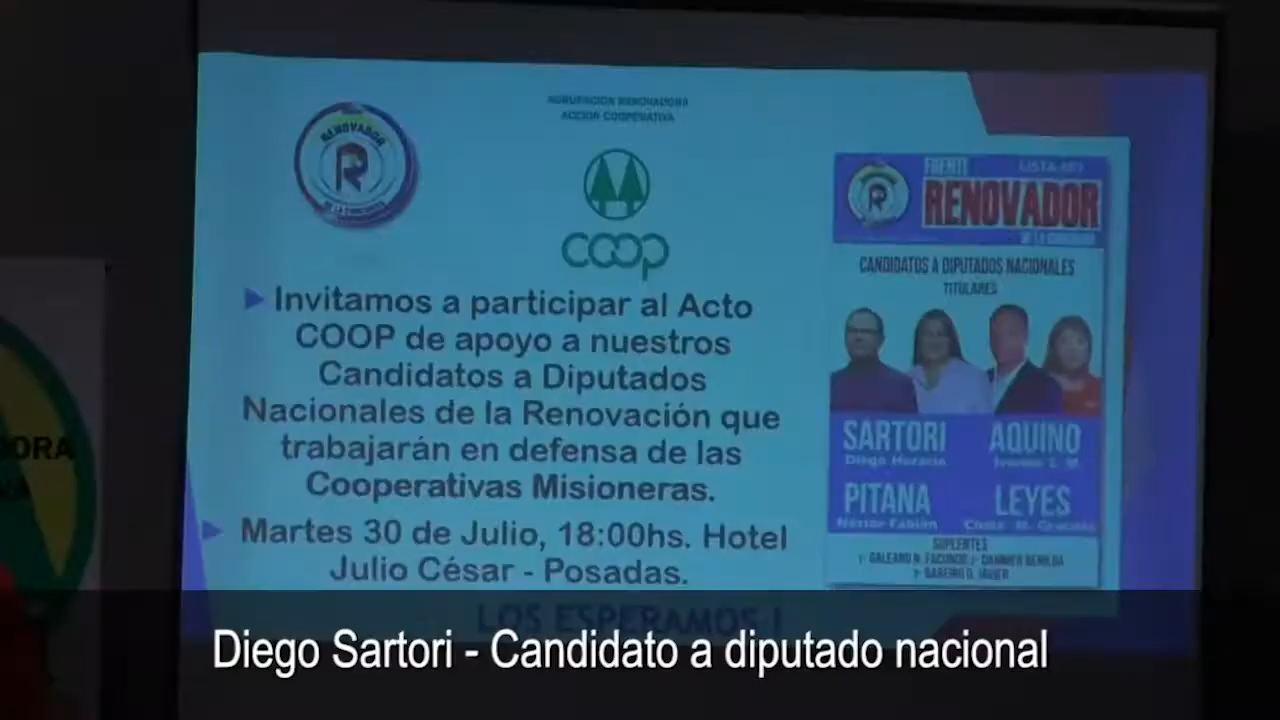 AGRUPACION RENOVADORA
ACCION COOPERATIVA
RENOVADOR
R
coop
Invitamos a participar al Acto
COOP de apoyo a nuestros
Candidatos a Diputados
Nacionales de la Renovación que
trabajarán en defensa de las
Cooperativas Misioneras.
Martes 30 de Julio, 18:00hs. Hotel
Julio César - Posadas.
LOS ESPERAMOS !
FRENTE
RENOVADOR
CANDIDATOS A DIPUTADOS NACIONALES
TITULARES
SARTORI AQUINO
Diego Horacio
PITANA LEYES
Néstor Fabián
SUPLENTES
ORA
Diego Sartori - Candidato a diputado nacional